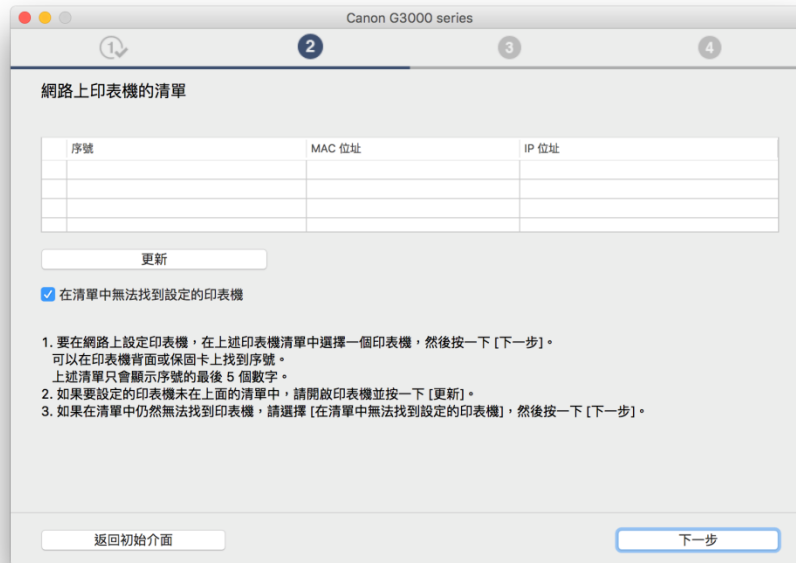 Canon G3000 series
1 2 3 4
網路上印表機的清單
序號 MAC 位址 IP 位址
更新
在清單中無法找到設定的印表機
1. 要在網路上設定印表機，在上述印表機清單中選擇一個印表機，然後按一下 [下一步]。
可以在印表機背面或保固卡上找到序號。
上述清單只會顯示序號的最後 5 個數字。
2. 如果要設定的印表機未在上面的清單中，請開啟印表機並按一下 [更新]。
3. 如果在清單中仍然無法找到印表機，請選擇 [在清單中無法找到設定的印表機]，然後按一下 [下一步]。
返回初始介面 下一步